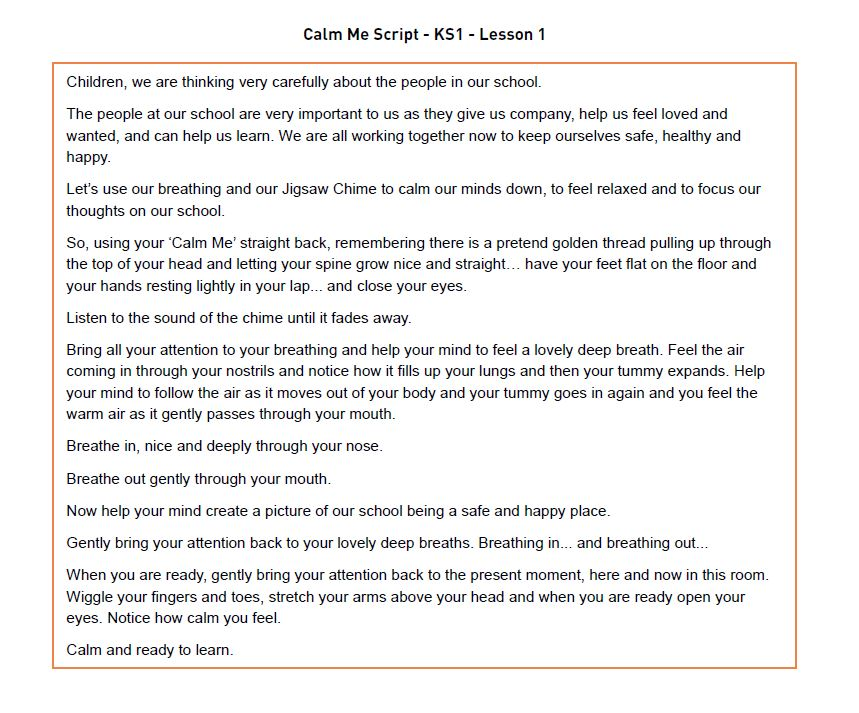 Calm Me Script - KS1 - Lesson 1
Children, we are thinking very carefully about the people in our school.
The people at our school are very important to us as they give us company, help us feel loved and
wanted, and can help us learn. We are all working together now to keep ourselves safe, healthy and
happy.
Let’s use our breathing and our Jigsaw Chime to calm our minds down, to feel relaxed and to focus our
thoughts on our school.
So, using your ‘Calm Me’ straight back, remembering there is a pretend golden thread pulling up through
the top of your head and letting your spine grow nice and straight… have your feet flat on the floor and
your hands resting lightly in your lap... and close your eyes.
Listen to the sound of the chime until it fades away.
Bring all your attention to your breathing and help your mind to feel a lovely deep breath. Feel the air
coming in through your nostrils and notice how it fills up your lungs and then your tummy expands. Help
your mind to follow the air as it moves out of your body and your tummy goes in again and you feel the
warm air as it gently passes through your mouth.
Breathe in, nice and deeply through your nose.
Breathe out gently through your mouth.
Now help your mind create a picture of our school being a safe and happy place.
Gently bring your attention back to your lovely deep breaths. Breathing in... and breathing out...
When you are ready, gently bring your attention back to the present moment, here and now in this room.
Wiggle your fingers and toes, stretch your arms above your head and when you are ready open your
eyes. Notice how calm you feel.
Calm and ready to learn.